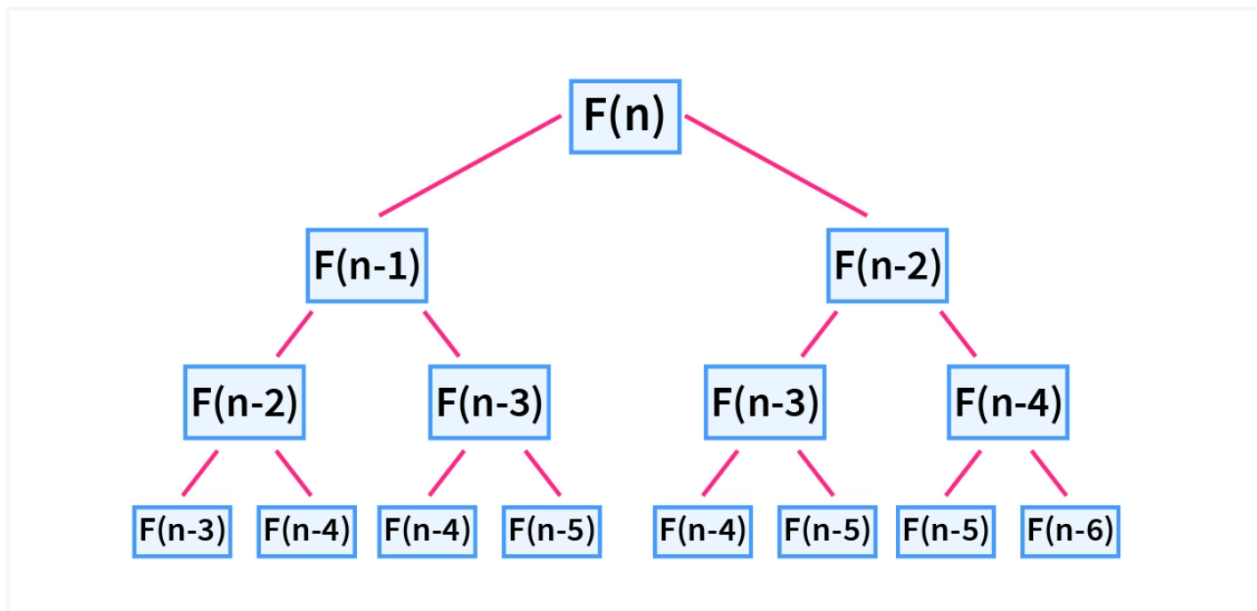 F(n)
F(n-1) F(n-2)
F(n-2) F(n-3) F(n-3) F(n-4)
F(n-3) F(n-4) F(n-4) F(n-5) F(n-4) F(n-5) F(n-5) F(n-6)